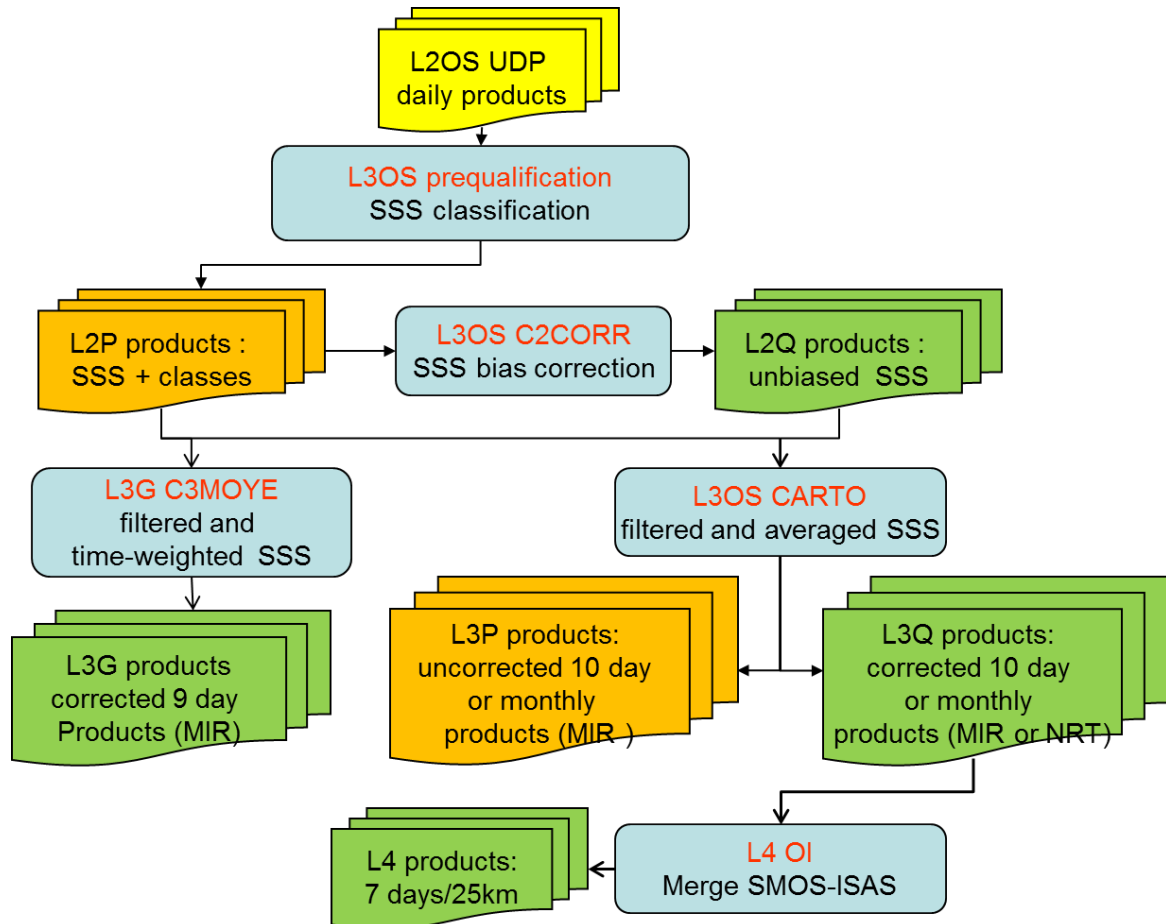 L2OS UDP
daily products
L3OS prequalification
SSS classification
L2P products :
SSS + classes
L3OS C2CORR
SSS bias correction
L2Q products :
unbiased SSS
L3G C3MOYE
filtered and
time-weighted SSS
L3OS CARTO
filtered and averaged SSS
L3G products
corrected 9 day
Products (MIR)
L3P products:
uncorrected 10 day
or monthly
products (MIR )
L3Q products:
corrected 10 day
or monthly
products (MIR or NRT)
L4 products:
7 days/25km
L4 OI
Merge SMOS-ISAS